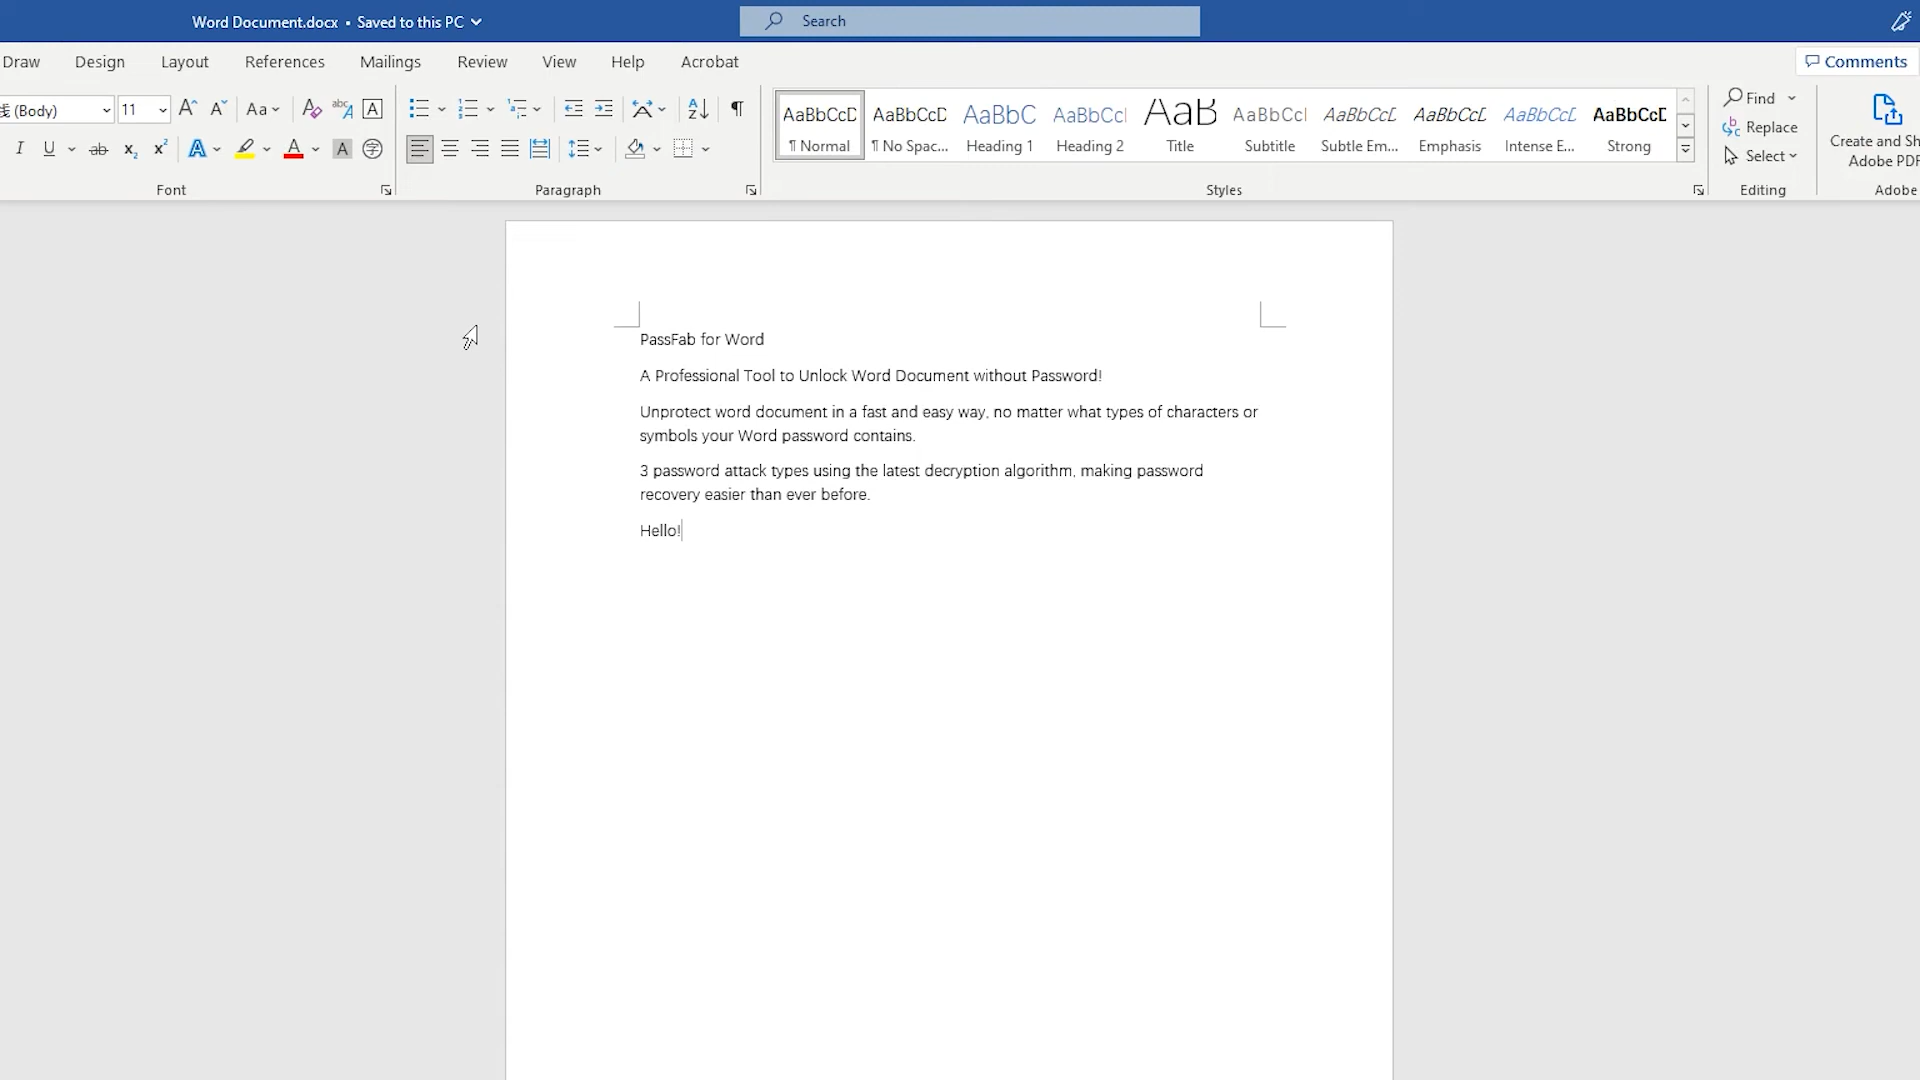 Word Document.docx • Saved to this PC
Search
Draw Design Layout References Mailings Review View Help Acrobat
Comments
(Body) 11 Aa
Font
Paragraph
AaBbCcD AaBbCcD AaBbC AaBbCcI AaB AaBbCcI AaBbCcD AaBbCcD AaBbCcD AaBbCcD
¶ Normal ¶ No Spac... Heading 1 Heading 2 Title Subtitle Subtle Em... Emphasis Intense E... Strong
Styles
Find
Replace
Select
Editing
Create and Sh
Adobe PDF
Adobe
PassFab for Word
A Professional Tool to Unlock Word Document without Password!
Unprotect word document in a fast and easy way, no matter what types of characters or
symbols your Word password contains.
3 password attack types using the latest decryption algorithm, making password
recovery easier than ever before.
Hello!